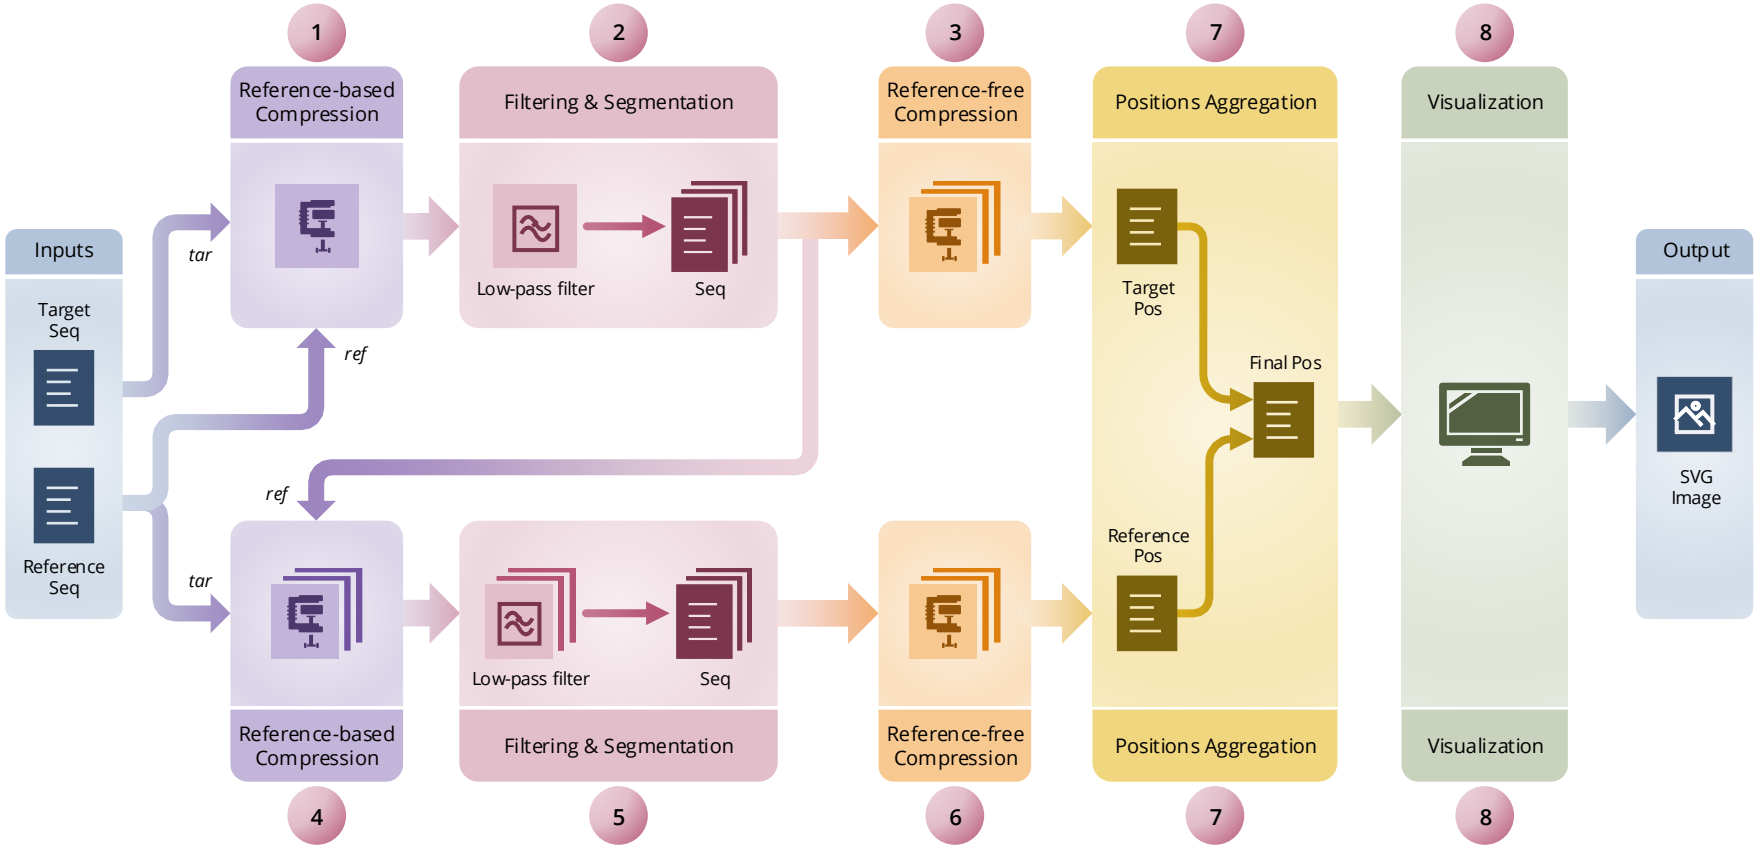 1
2
3
7
8
Reference-based
Compression
Filtering & Segmentation
Reference-free
Compression
Positions Aggregation
Visualization
Inputs
Target
Seq
Reference
Seq
tar
ref
Low-pass filter
Seq
Target
Pos
Final Pos
Reference
Pos
Output
SVG
Image
ref
tar
Low-pass filter
Seq
Reference-based
Compression
Filtering & Segmentation
Reference-free
Compression
Positions Aggregation
Visualization
4
5
6
7
8